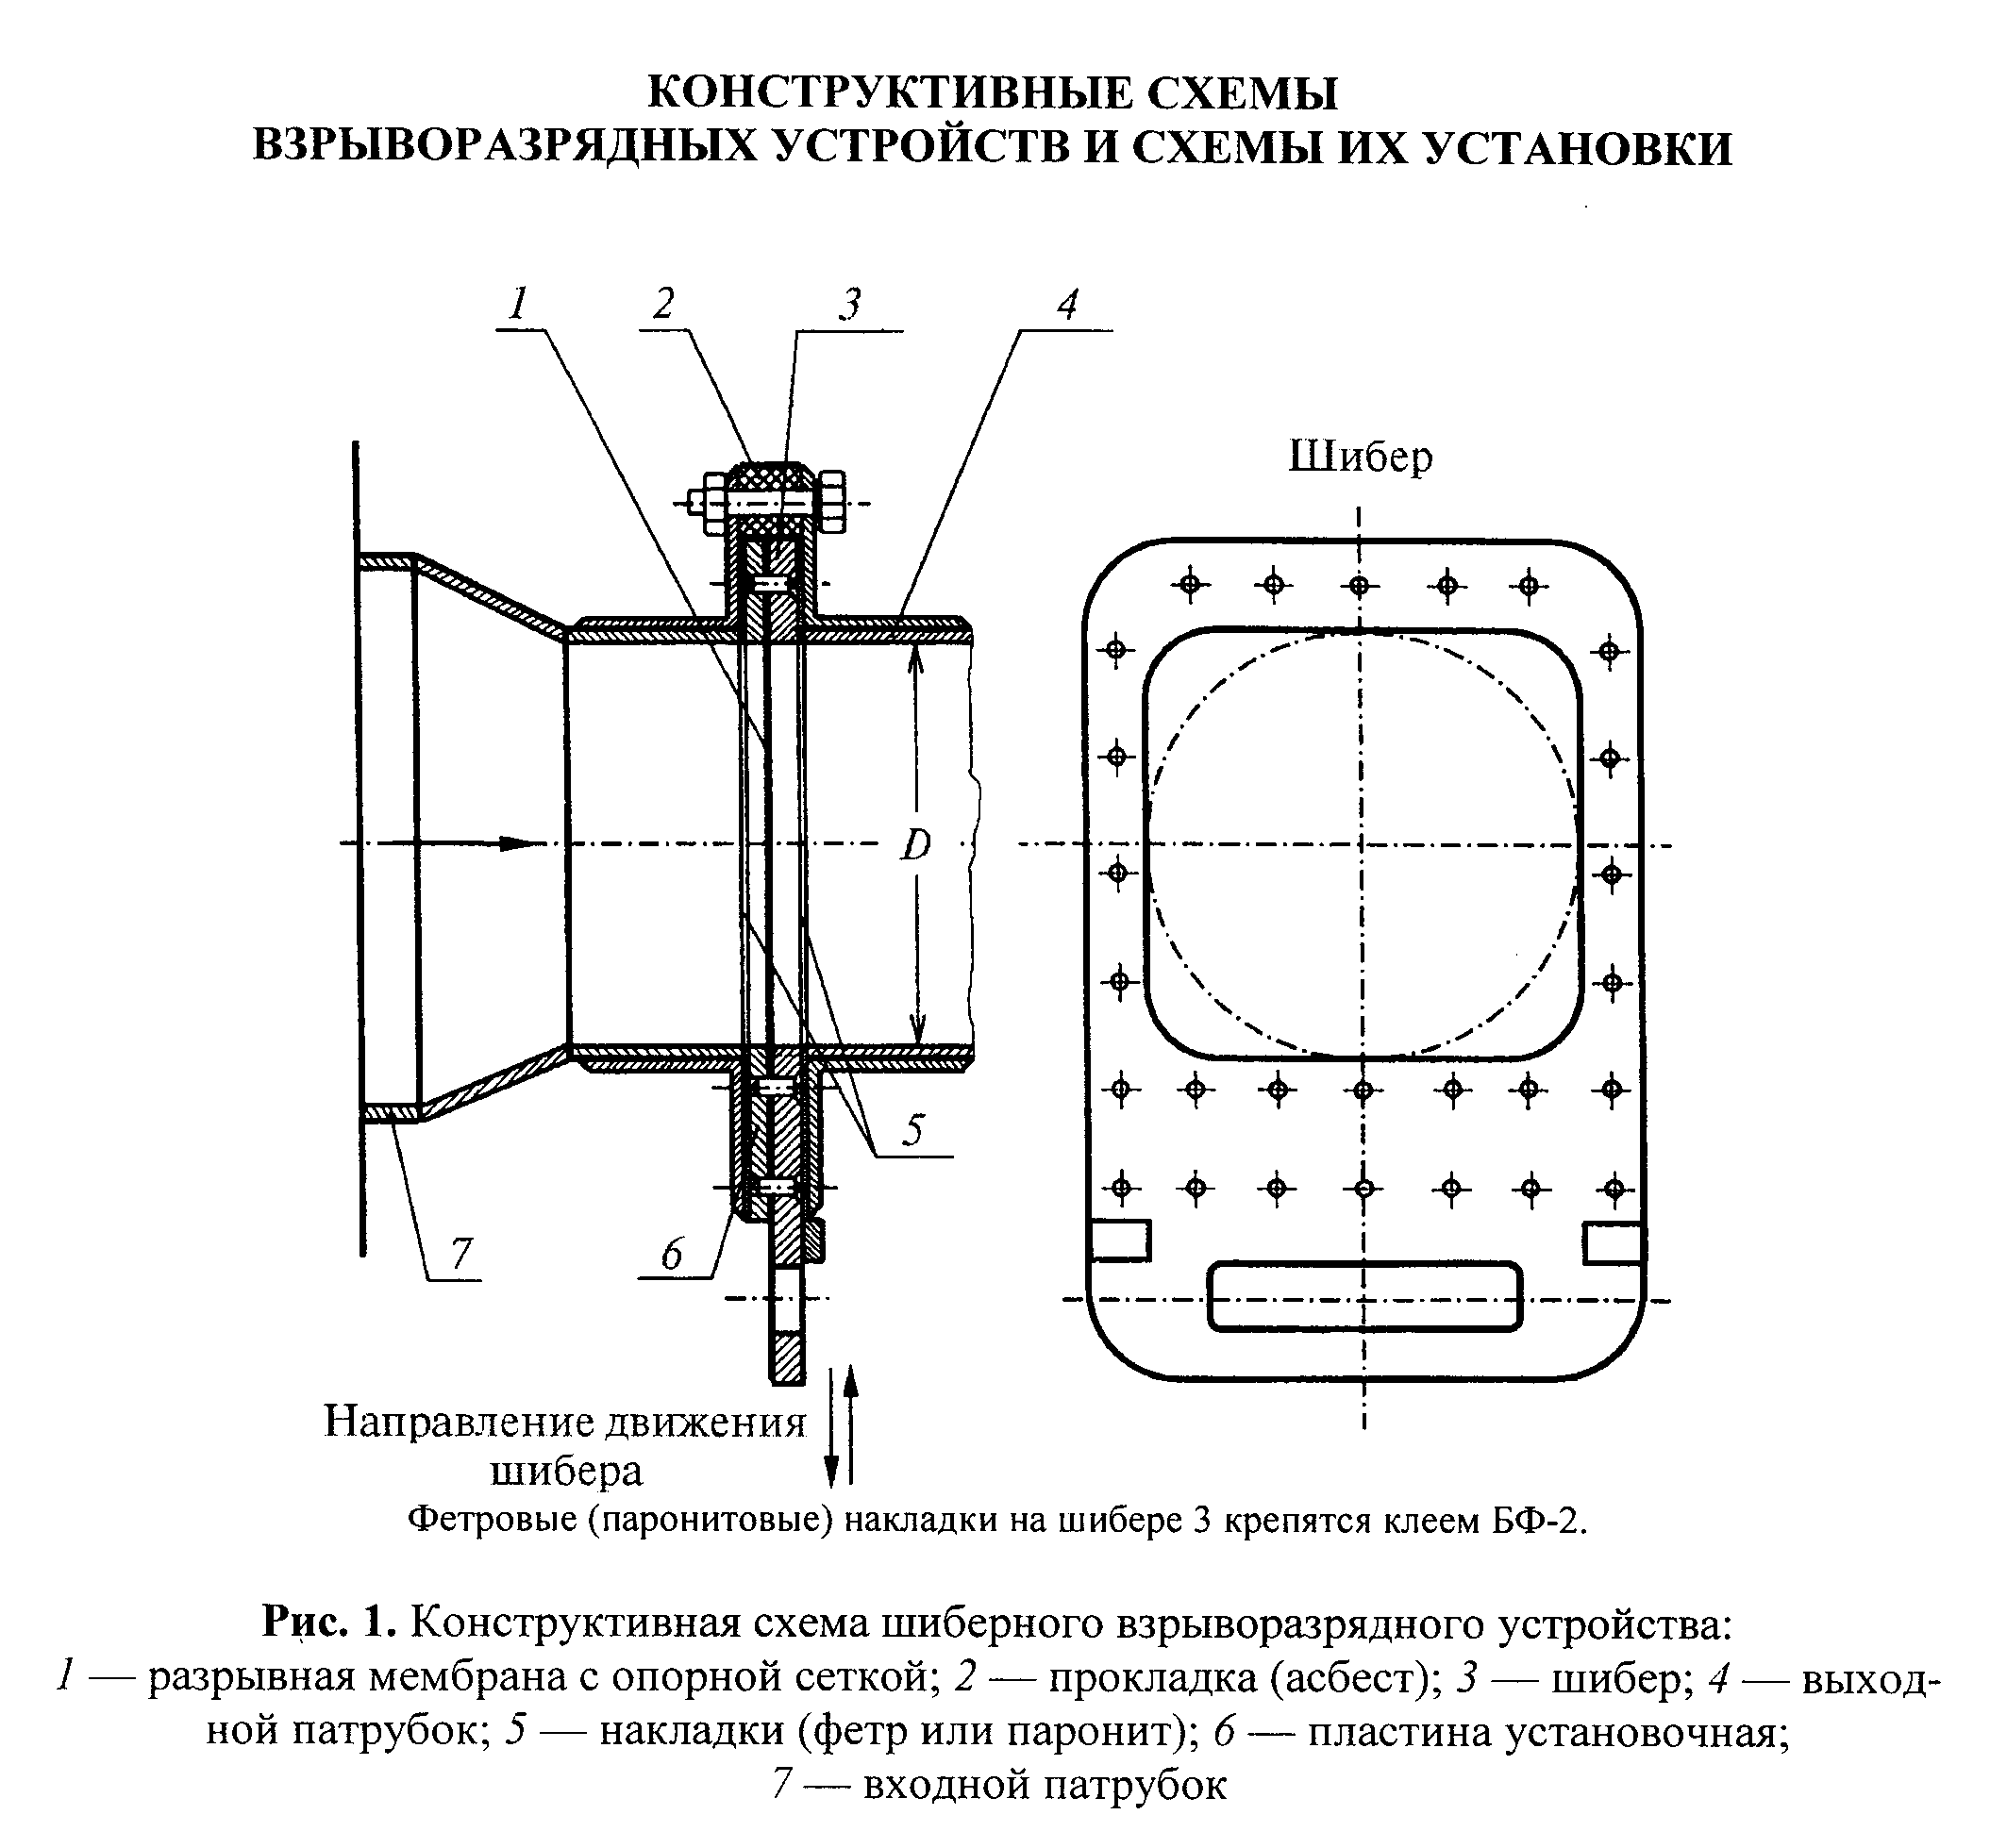 КОНСТРУКТИВНЫЕ СХЕМЫ
ВЗРЫВОРАЗРЯДНЫХ УСТРОЙСТВ И СХЕМЫ ИХ УСТАНОВКИ
1 2 3 4
Шибер
D
5
6
7
Направление движения
шибера
Фетровые (паронитовые) накладки на шибере 3 крепятся клеем БФ-2.
Рис. 1. Конструктивная схема шиберного взрыворазрядного устройства:
1 — разрывная мембрана с опорной сеткой; 2 — прокладка (асбест); 3 — шибер; 4 — выход-
ной патрубок; 5 — накладки (фетр или паронит); 6 — пластина установочная;
7 — входной патрубок